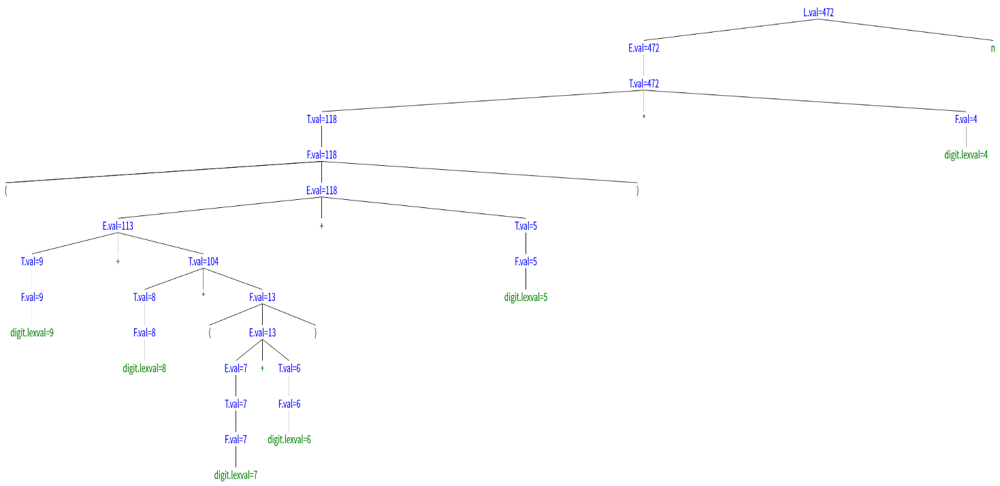 L.val=472
E.val=472 n
T.val=472
T.val=118 * F.val=4
F.val=118 digit.lexval=4
( E.val=118 )
E.val=113 + T.val=5
T.val=9 + T.val=104 F.val=5
F.val=9 T.val=8 * F.val=13 digit.lexval=5
digit.lexval=9 F.val=8 ( E.val=13 )
digit.lexval=8 E.val=7 + T.val=6
T.val=7 F.val=6
F.val=7 digit.lexval=6
digit.lexval=7